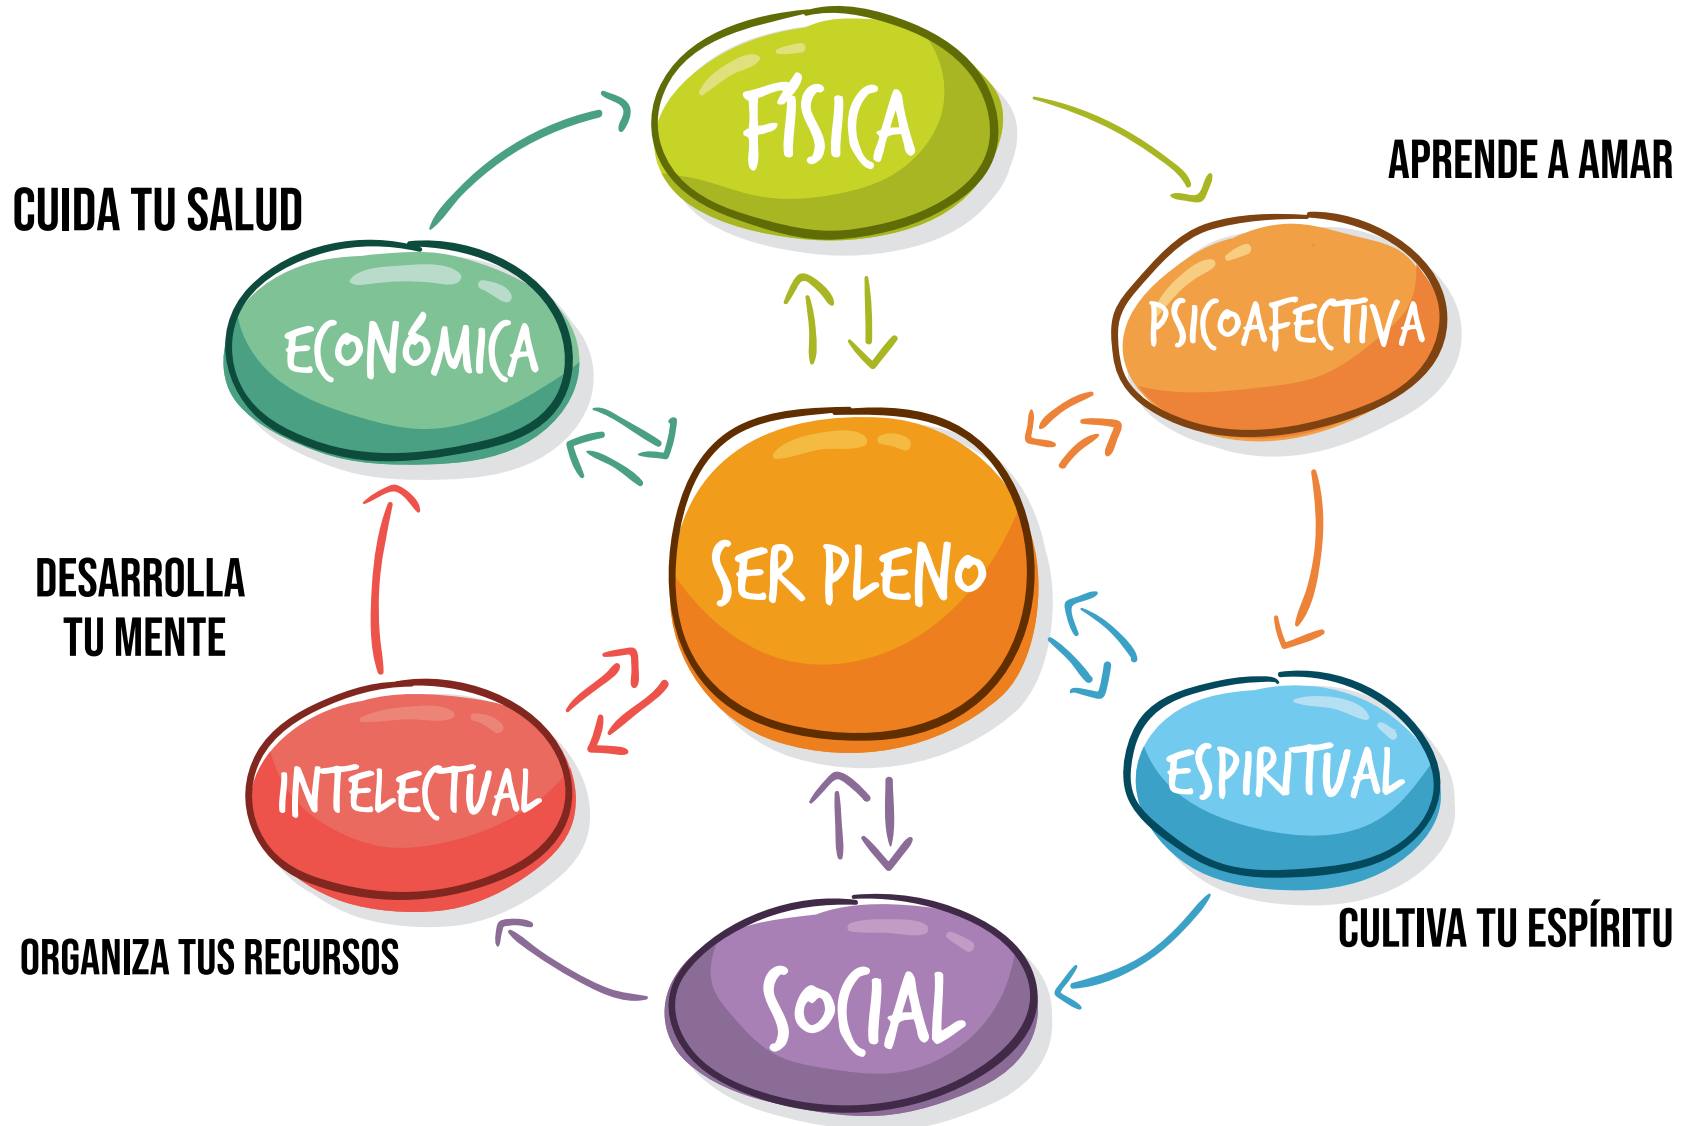 FÍSICA
APRENDE A AMAR
CUIDA TU SALUD
ECONÓMICA
PSICOAFECTIVA
SER PLENO
DESARROLLA
TU MENTE
INTELECTUAL
ESPIRITUAL
CULTIVA TU ESPÍRITU
ORGANIZA TUS RECURSOS
SOCIAL